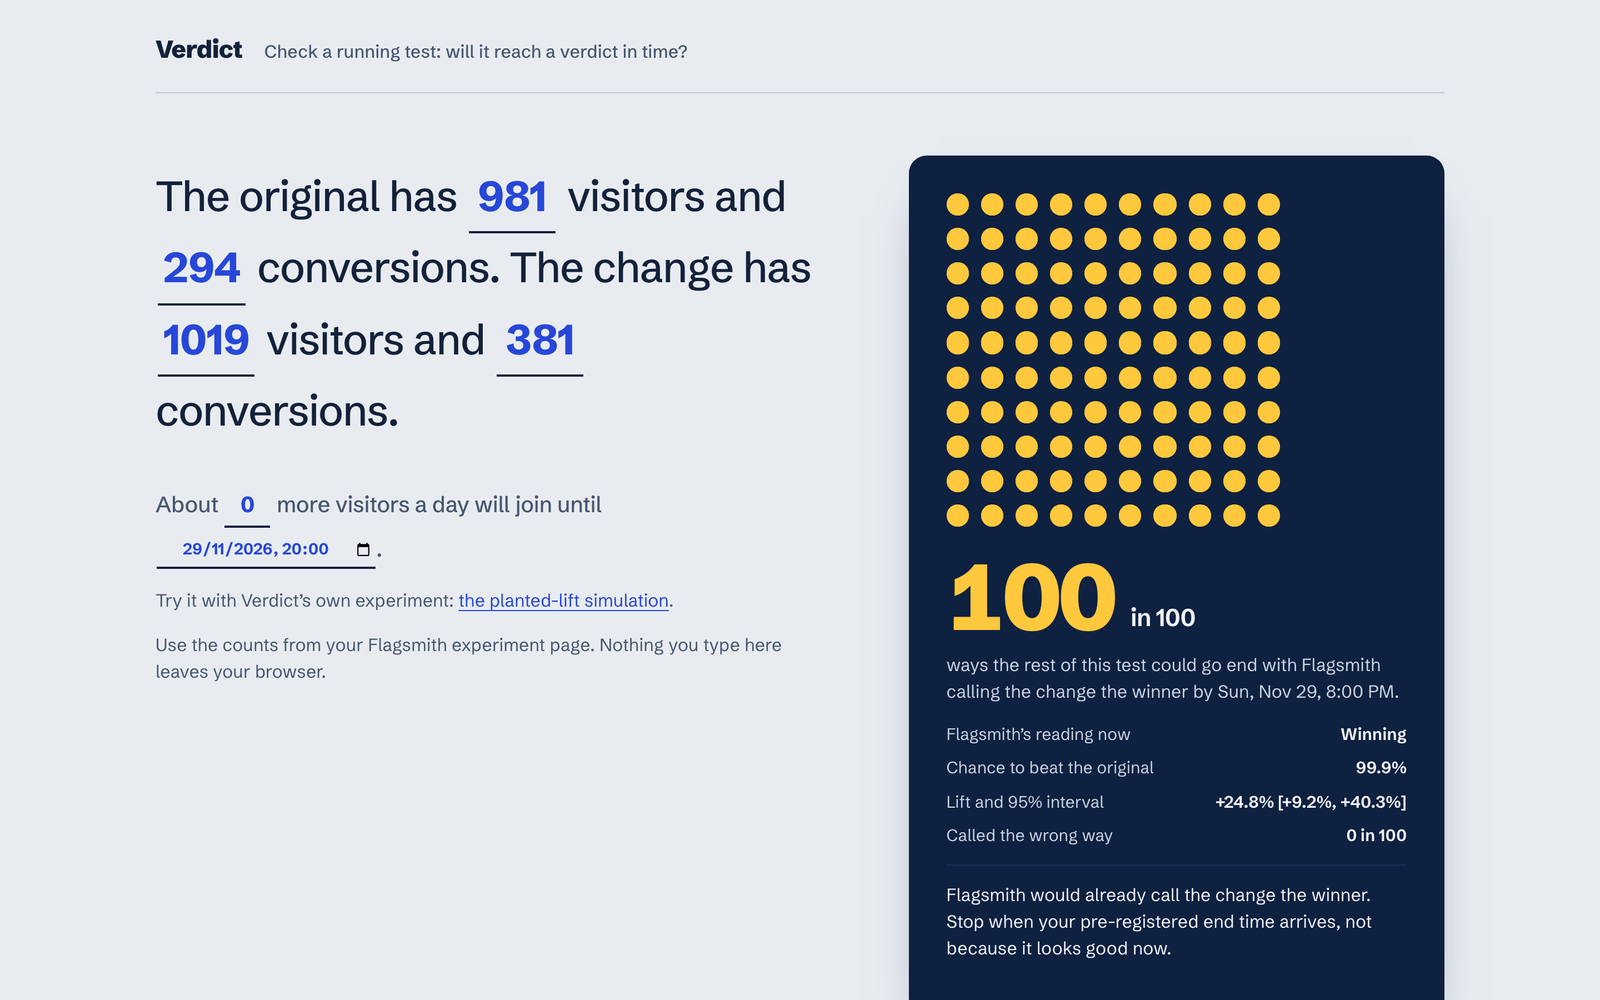 Verdict Check a running test: will it reach a verdict in time?
The original has 981 visitors and
294 conversions. The change has
1019 visitors and 381
conversions.
About 0 more visitors a day will join until
29/11/2026, 20:00 .
Try it with Verdict’s own experiment: the planted-lift simulation.
Use the counts from your Flagsmith experiment page. Nothing you type here
leaves your browser.
100 in 100
ways the rest of this test could go end with Flagsmith
calling the change the winner by Sun, Nov 29, 8:00 PM.
Flagsmith’s reading now Winning
Chance to beat the original 99.9%
Lift and 95% interval +24.8% [+9.2%, +40.3%]
Called the wrong way 0 in 100
Flagsmith would already call the change the winner.
Stop when your pre-registered end time arrives, not
because it looks good now.